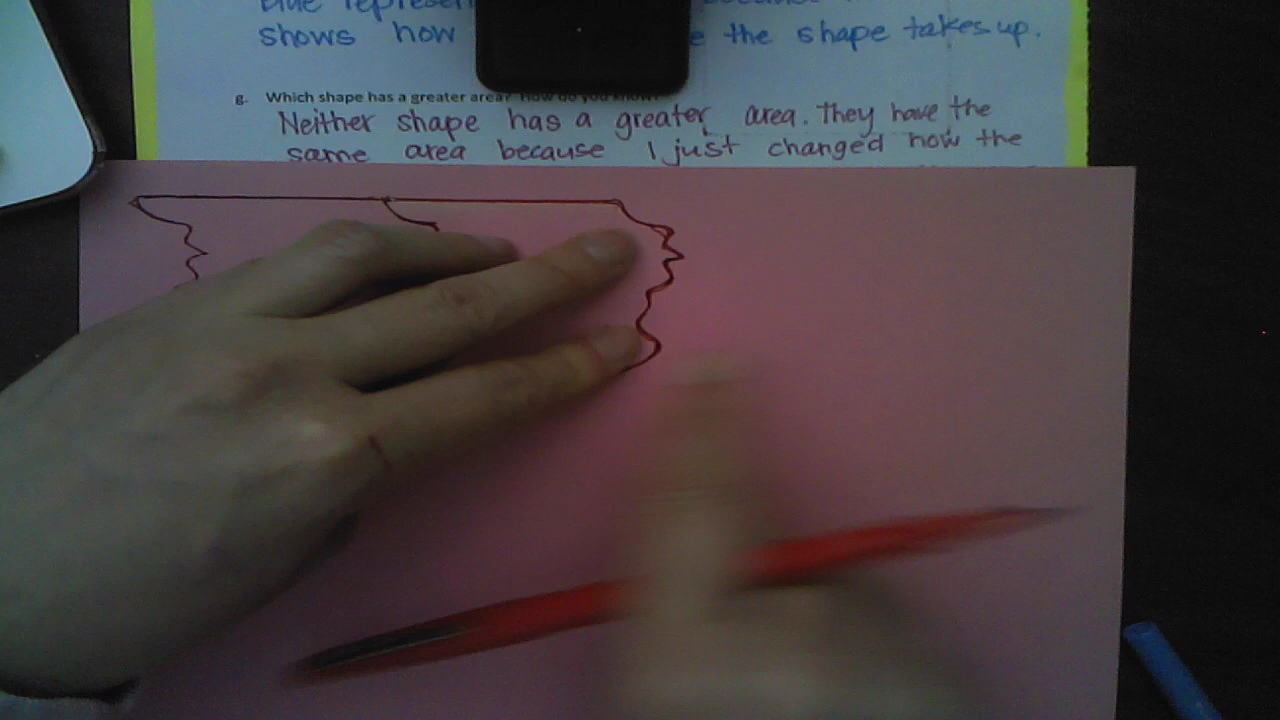 blue
shows how the shape takes up.
g. Which shape has a greater area? How do you know?
Neither shape has a greater area. They have the
same area because I just changed how the